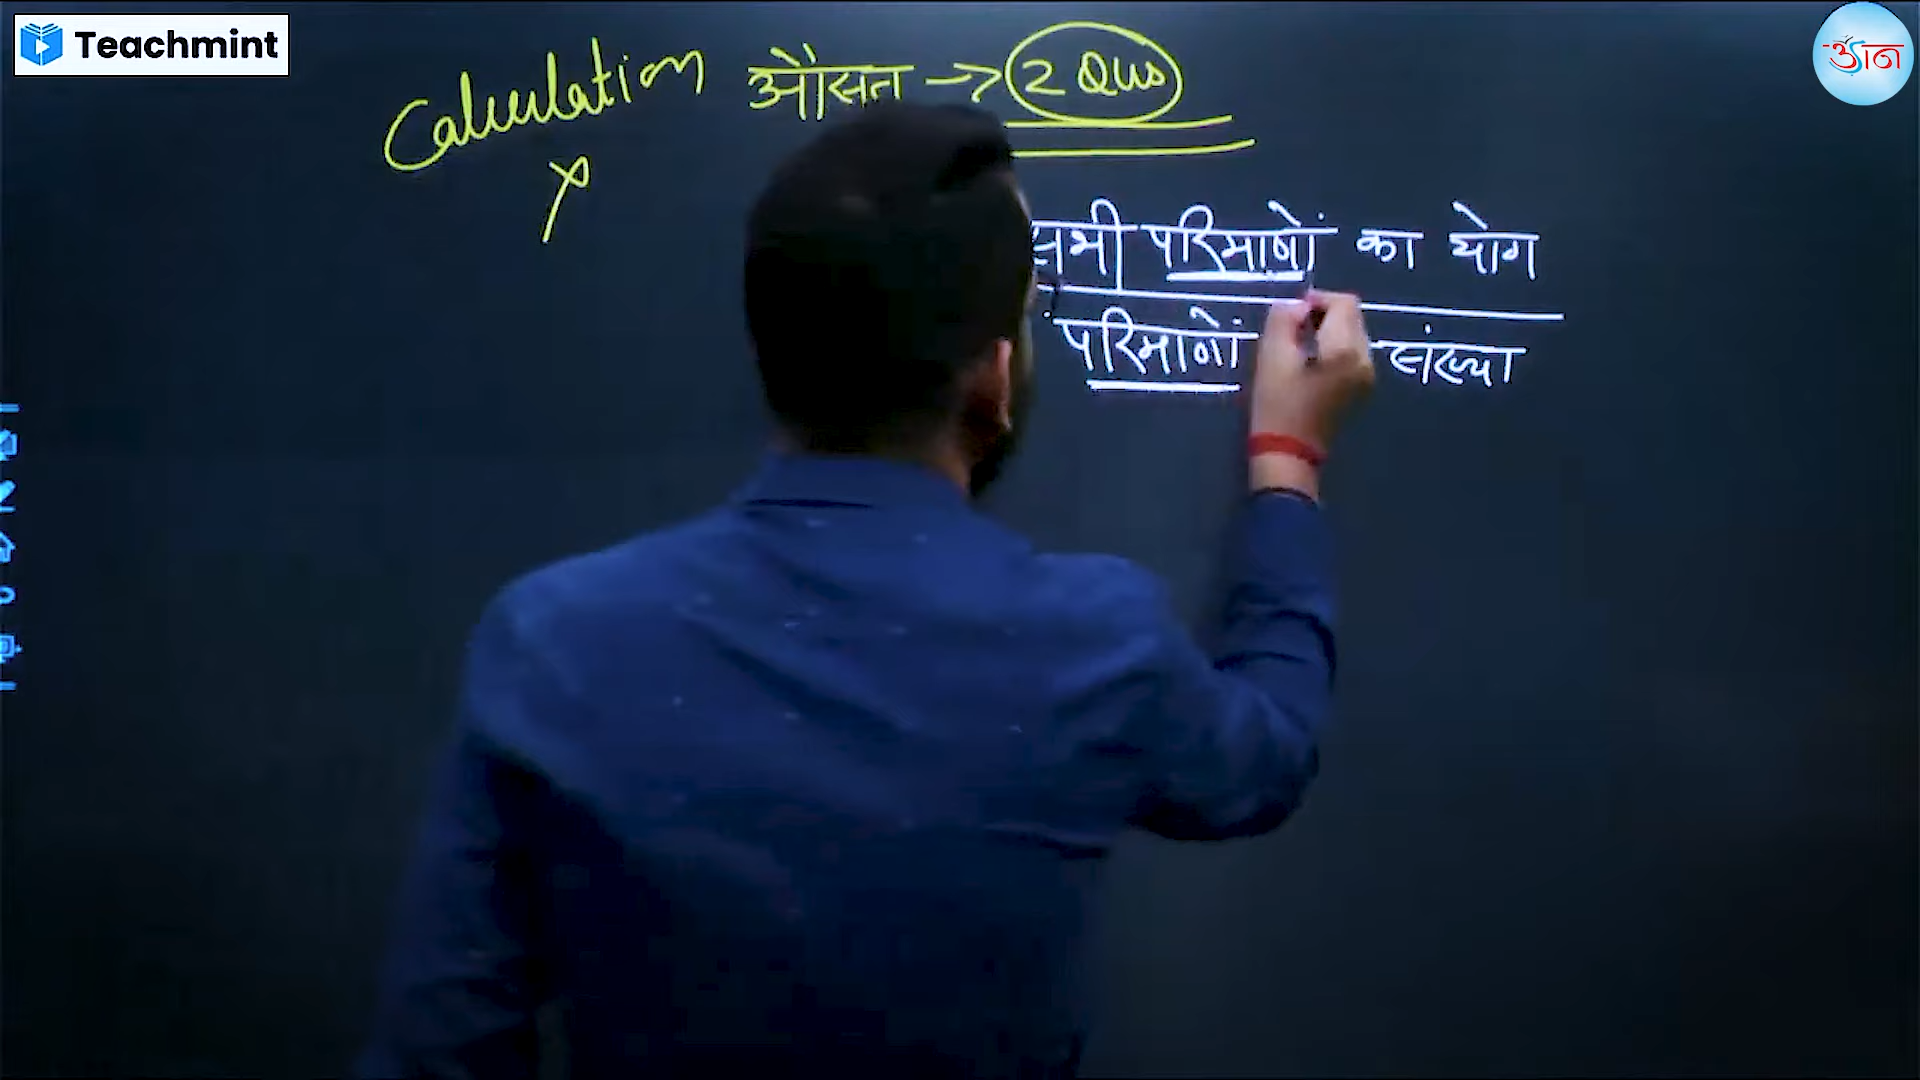 Teachmint
ज्ञान
Calculation औसत → 2 Qus
सभी परिमाषों का योग
परिमाणों संख्या